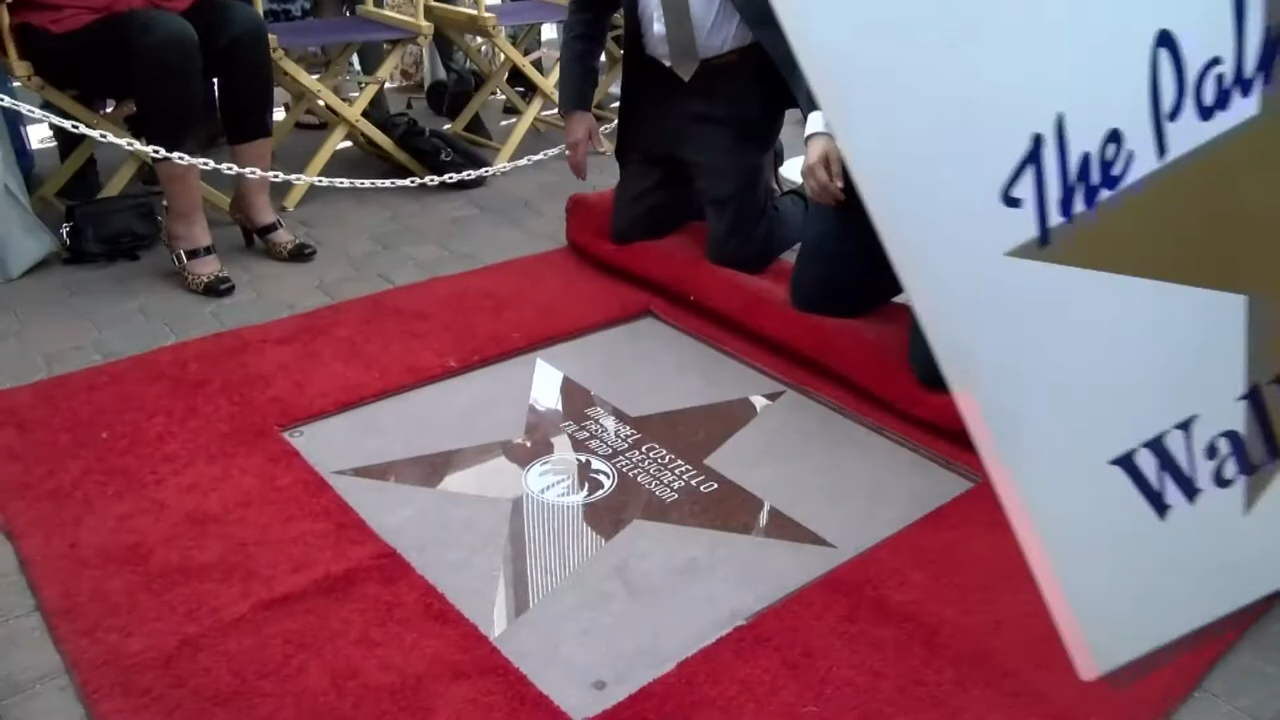 The Pal
Wal
MICHAEL COSTELLO
FASHION DESIGNER
FILM AND TELEVISION